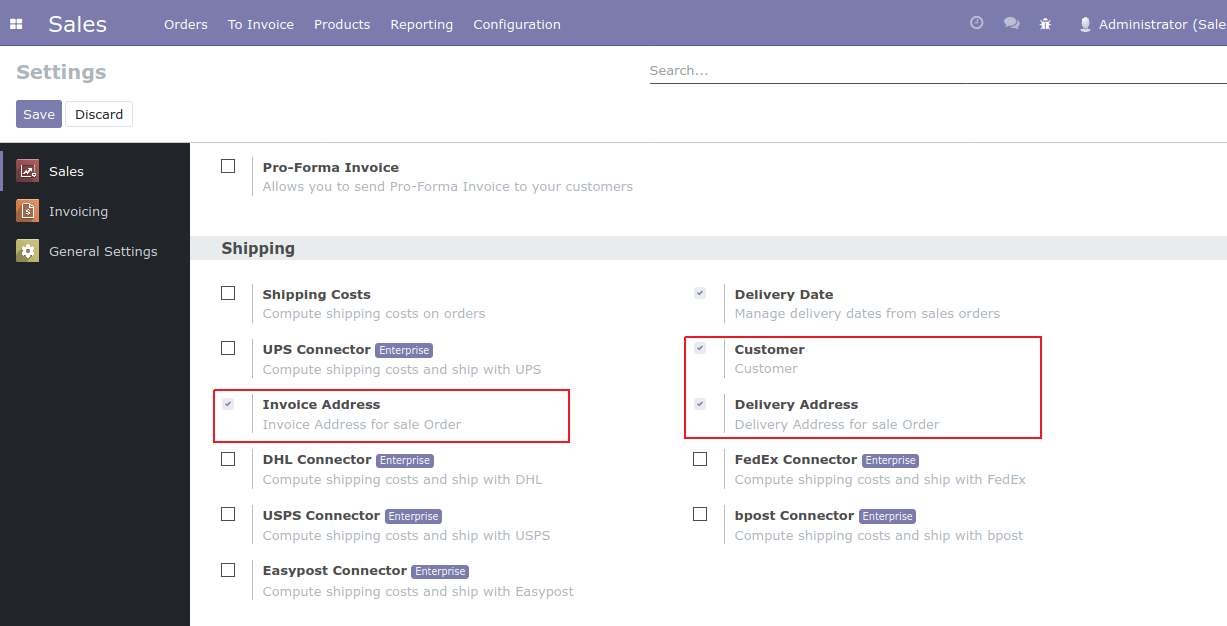 Sales Orders To Invoice Products Reporting Configuration Administrator (Sale
Settings
Search...
Save Discard
Sales
Invoicing
General Settings
Pro-Forma Invoice
Allows you to send Pro-Forma Invoice to your customers
Shipping
Shipping Costs
Compute shipping costs on orders
Delivery Date
Manage delivery dates from sales orders
UPS Connector Enterprise
Compute shipping costs and ship with UPS
Customer
Customer
Invoice Address
Invoice Address for sale Order
Delivery Address
Delivery Address for sale Order
DHL Connector Enterprise
Compute shipping costs and ship with DHL
FedEx Connector Enterprise
Compute shipping costs and ship with FedEx
USPS Connector Enterprise
Compute shipping costs and ship with USPS
bpost Connector Enterprise
Compute shipping costs and ship with bpost
Easypost Connector Enterprise
Compute shipping costs and ship with Easypost